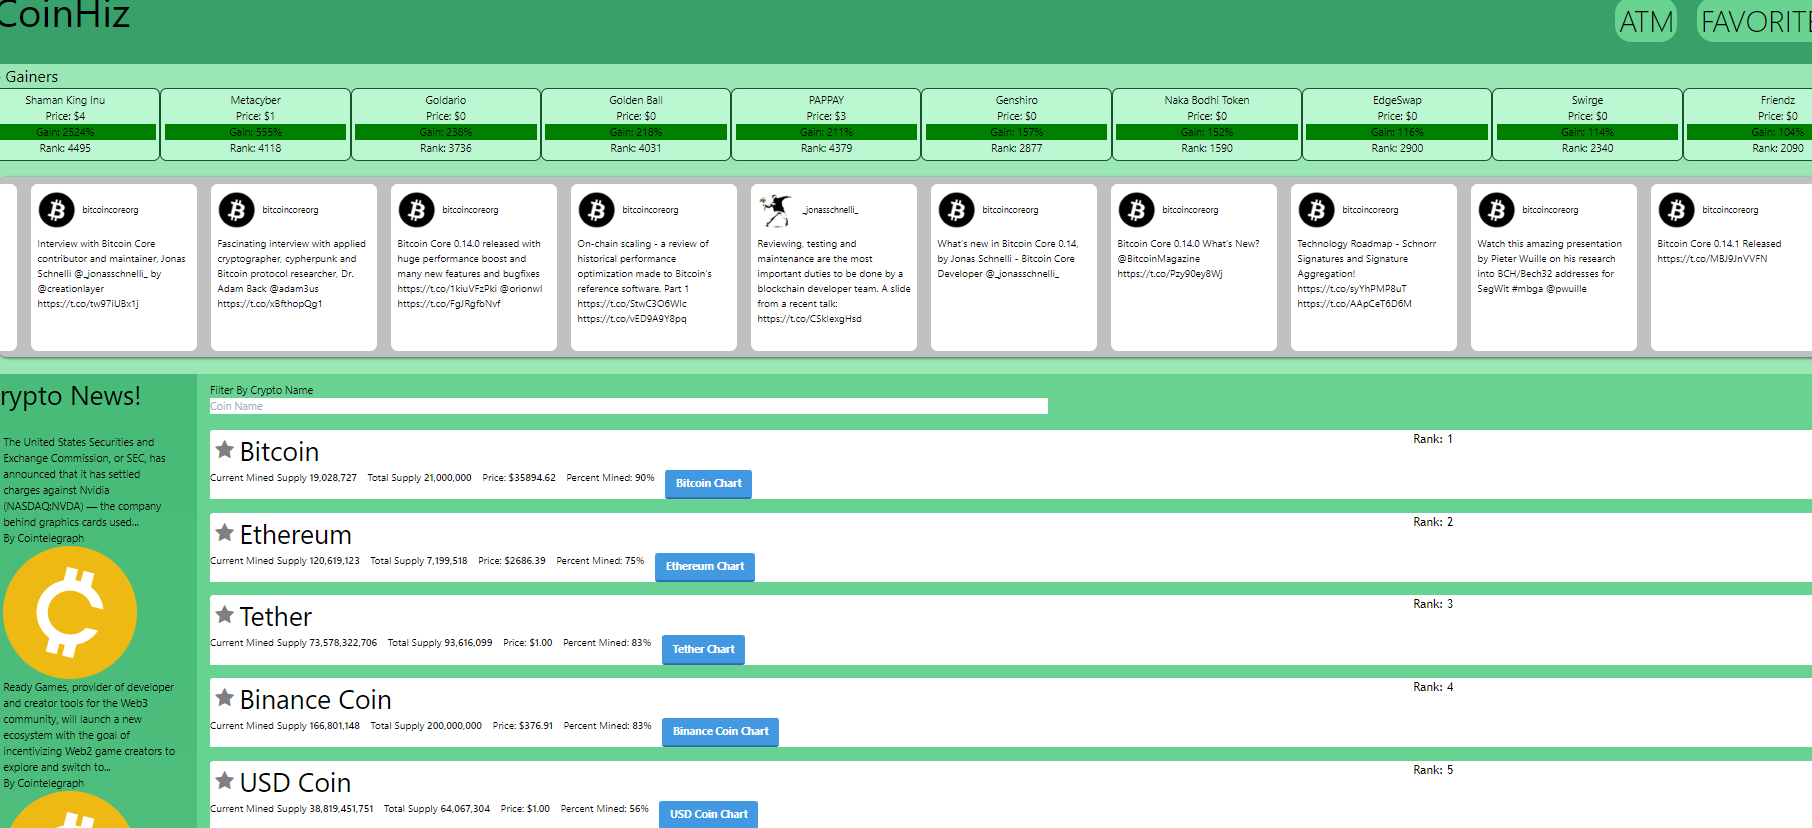 CoinHiz
ATM
FAVORITE
Gainers
Shaman King Inu
Price: $4
Gain: 2524%
Rank: 4495
Metacyber
Price: $1
Gain: 555%
Rank: 4118
Goldario
Price: $0
Gain: 238%
Rank: 3736
Golden Ball
Price: $0
Gain: 218%
Rank: 4031
PAPPAY
Price: $3
Gain: 211%
Rank: 4379
Genshiro
Price: $0
Gain: 157%
Rank: 2877
Naka Bodhi Token
Price: $0
Gain: 152%
Rank: 1590
EdgeSwap
Price: $0
Gain: 116%
Rank: 2900
Swirge
Price: $0
Gain: 114%
Rank: 2340
Friendz
Price: $0
Gain: 104%
Rank: 2090
bitcoincoreorg
Interview with Bitcoin Core
contributor and maintainer, Jonas
Schnelli @_jonasschnelli_ by
@creationlayer
https://t.co/tw97iUBx1j
bitcoincoreorg
Fascinating interview with applied
cryptographer, cypherpunk and
Bitcoin protocol researcher, Dr.
Adam Back @adam3us
https://t.co/xBfthopQg1
bitcoincoreorg
Bitcoin Core 0.14.0 released with
huge performance boost and
many new features and bugfixes
https://t.co/1kiuVFzPki @orionwl
https://t.co/FgJRgfbNvf
bitcoincoreorg
On-chain scaling - a review of
historical performance
optimization made to Bitcoin's
reference software. Part 1
https://t.co/StwC3O6WIc
https://t.co/vED9A9Y8pq
_jonasschnelli_
Reviewing, testing and
maintenance are the most
important duties to be done by a
blockchain developer team. A slide
from a recent talk:
https://t.co/CSklexgHsd
bitcoincoreorg
What's new in Bitcoin Core 0.14,
by Jonas Schnelli - Bitcoin Core
Developer @_jonasschnelli_
bitcoincoreorg
Bitcoin Core 0.14.0 What's New?
@BitcoinMagazine
https://t.co/Pzy90ey8Wj
bitcoincoreorg
Technology Roadmap - Schnorr
Signatures and Signature
Aggregation!
https://t.co/syYhPMP8uT
https://t.co/AApCeT6D6M
bitcoincoreorg
Watch this amazing presentation
by Pieter Wuille on his research
into BCH/Bech32 addresses for
SegWit #mbga @pwuille
bitcoincoreorg
Bitcoin Core 0.14.1 Released
https://t.co/MBJ9JnVVFN
rypto News!
The United States Securities and
Exchange Commission, or SEC, has
announced that it has settled
charges against Nvidia
(NASDAQ:NVDA) — the company
behind graphics cards used...
By Cointelegraph
Ready Games, provider of developer
and creator tools for the Web3
community, will launch a new
ecosystem with the goal of
incentivizing Web2 game creators to
explore and switch to...
By Cointelegraph
Filter By Crypto Name
Coin Name
Bitcoin
Rank: 1
Current Mined Supply 19,028,727 Total Supply 21,000,000 Price: $35894.62 Percent Mined: 90% Bitcoin Chart
Ethereum
Rank: 2
Current Mined Supply 120,619,123 Total Supply 7,199,518 Price: $2686.39 Percent Mined: 75% Ethereum Chart
Tether
Rank: 3
Current Mined Supply 73,578,322,706 Total Supply 93,616,099 Price: $1.00 Percent Mined: 83% Tether Chart
Binance Coin
Rank: 4
Current Mined Supply 166,801,148 Total Supply 200,000,000 Price: $376.91 Percent Mined: 83% Binance Coin Chart
USD Coin
Rank: 5
Current Mined Supply 38,819,451,751 Total Supply 64,067,304 Price: $1.00 Percent Mined: 56% USD Coin Chart